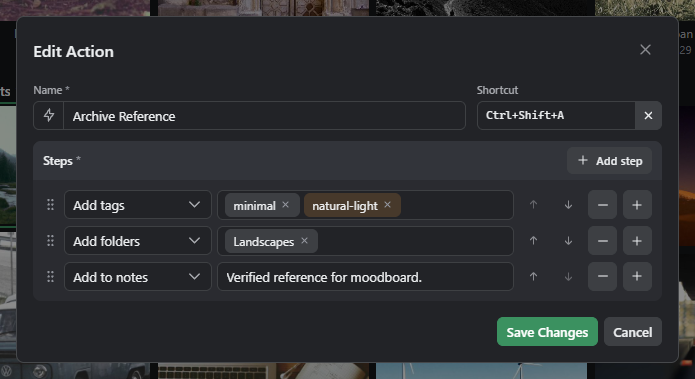 Edit Action
Name *
Shortcut
Archive Reference
Ctrl+Shift+A
Steps *
Add step
Add tags
minimal
natural-light
Add folders
Landscapes
Add to notes
Verified reference for moodboard.
Save Changes
Cancel